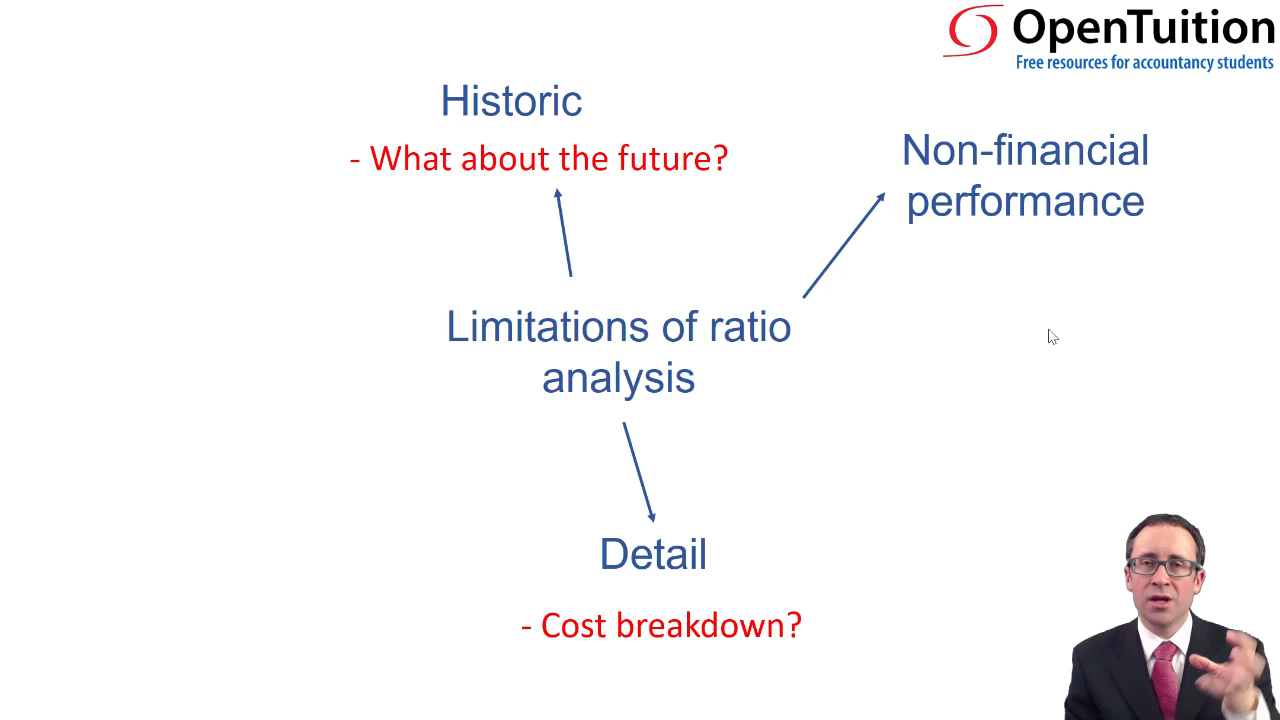 OpenTuition
Free resources for accountancy students
Historic
- What about the future?
Non-financial
performance
Limitations of ratio
analysis
Detail
- Cost breakdown?